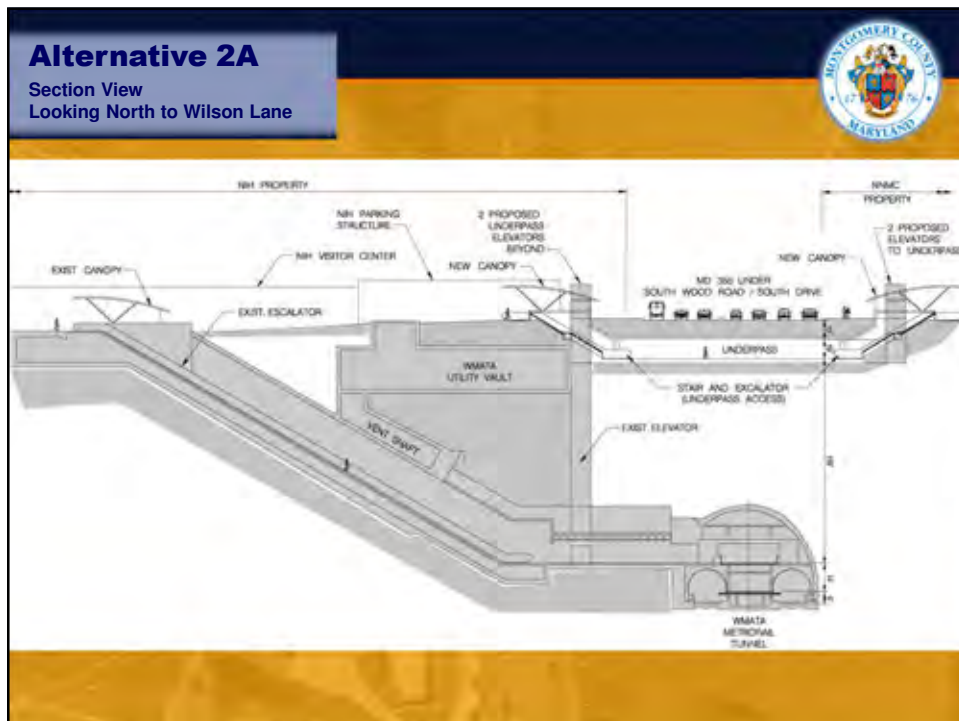 Alternative 2A
Section View
Looking North to Wilson Lane
MONTGOMERY COUNTY
17 76
MARYLAND
NIH PROPERTY
NNMC
PROPERTY
NIH PARKING
STRUCTURE
2 PROPOSED
UNDERPASS
ELEVATORS
BEYOND
2 PROPOSED
ELEVATORS
TO UNDERPASS
NIH VISITOR CENTER
NEW CANOPY
NEW CANOPY
EXIST CANOPY
MD 355 UNDER
SOUTH WOOD ROAD / SOUTH DRIVE
EXIST. ESCALATOR
UNDERPASS
WMATA
UTILITY VAULT
STAIR AND EXCALATOR
(UNDERPASS ACCESS)
VENT SHAFT
EXIST ELEVATOR
WMATA
METRORAIL
TUNNEL